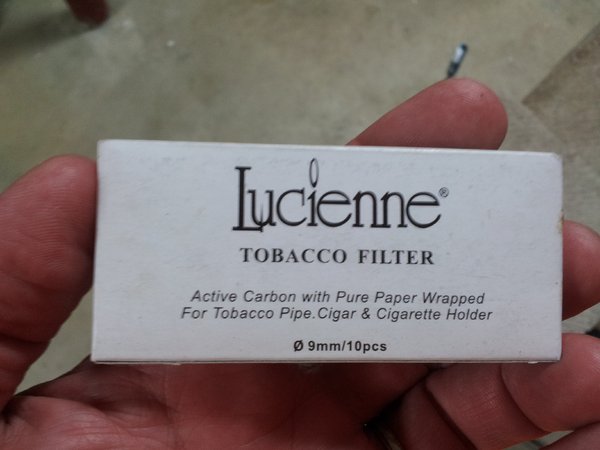 Lucienne®
TOBACCO FILTER
Active Carbon with Pure Paper Wrapped
For Tobacco Pipe.Cigar & Cigarette Holder
Ø 9mm/10pcs